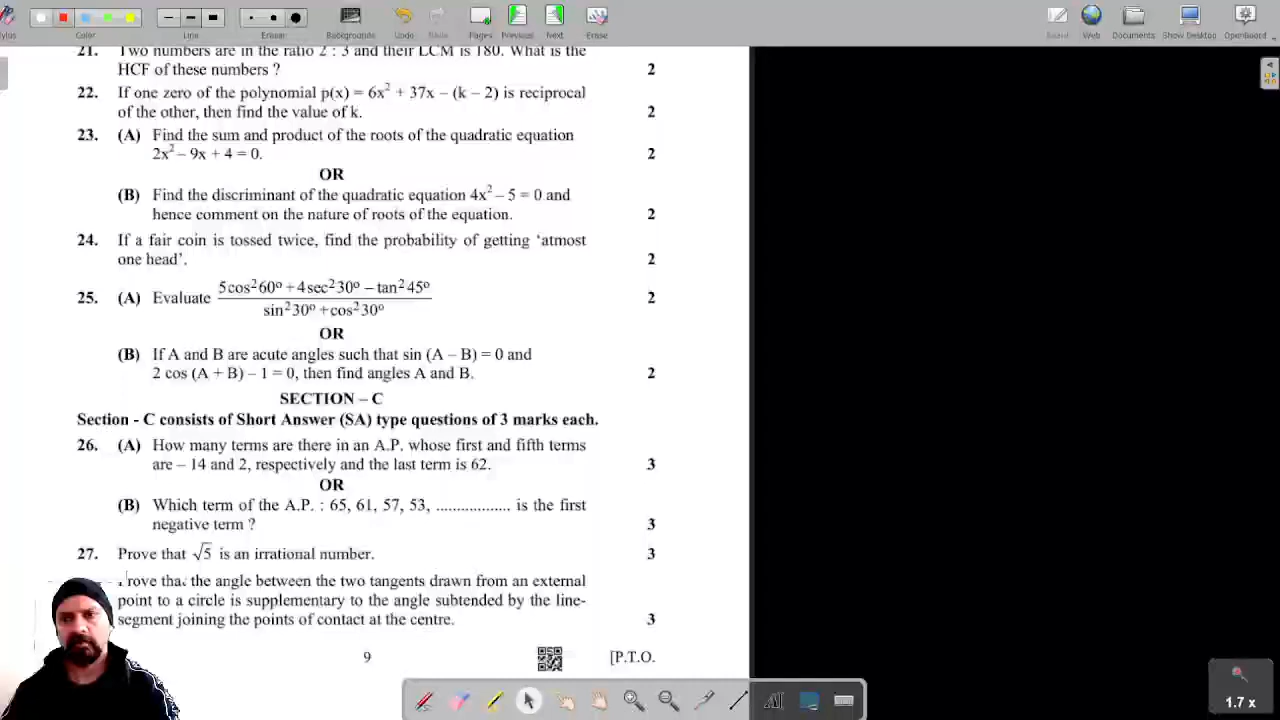 Color
Line
Eraser
Backgrounds
Undo
Redo
Pages
Previous
Next
Erase
Board
Web
Documents
Show Desktop
OpenBoard
21. Two numbers are in the ratio 2 : 3 and their LCM is 180. What is the
HCF of these numbers ? 2
22. If one zero of the polynomial p(x) = 6x² + 37x – (k – 2) is reciprocal
of the other, then find the value of k. 2
23. (A) Find the sum and product of the roots of the quadratic equation
2x² – 9x + 4 = 0. 2
OR
(B) Find the discriminant of the quadratic equation 4x² – 5 = 0 and
hence comment on the nature of roots of the equation. 2
24. If a fair coin is tossed twice, find the probability of getting ‘atmost
one head’. 2
5cos²60º + 4sec²30º – tan²45º
25. (A) Evaluate 2
sin²30º + cos²30º
OR
(B) If A and B are acute angles such that sin (A – B) = 0 and
2 cos (A + B) – 1 = 0, then find angles A and B. 2
SECTION – C
Section - C consists of Short Answer (SA) type questions of 3 marks each.
26. (A) How many terms are there in an A.P. whose first and fifth terms
are – 14 and 2, respectively and the last term is 62. 3
OR
(B) Which term of the A.P. : 65, 61, 57, 53, .................. is the first
negative term ? 3
27. Prove that √5 is an irrational number. 3
Prove that the angle between the two tangents drawn from an external
point to a circle is supplementary to the angle subtended by the line-
segment joining the points of contact at the centre. 3
9 [P.T.O.
1.7 x